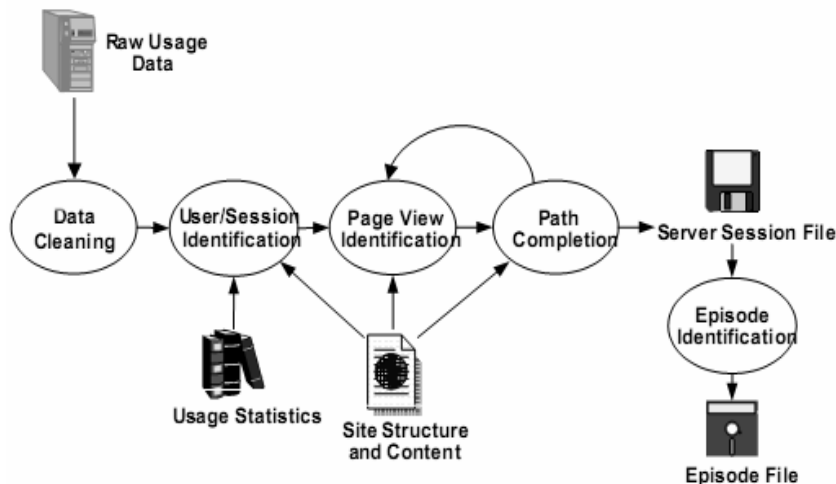 Raw Usage
Data
Data
Cleaning
User/Session
Identification
Page View
Identification
Path
Completion
Server Session File
Episode
Identification
Usage Statistics
Site Structure
and Content
Episode File